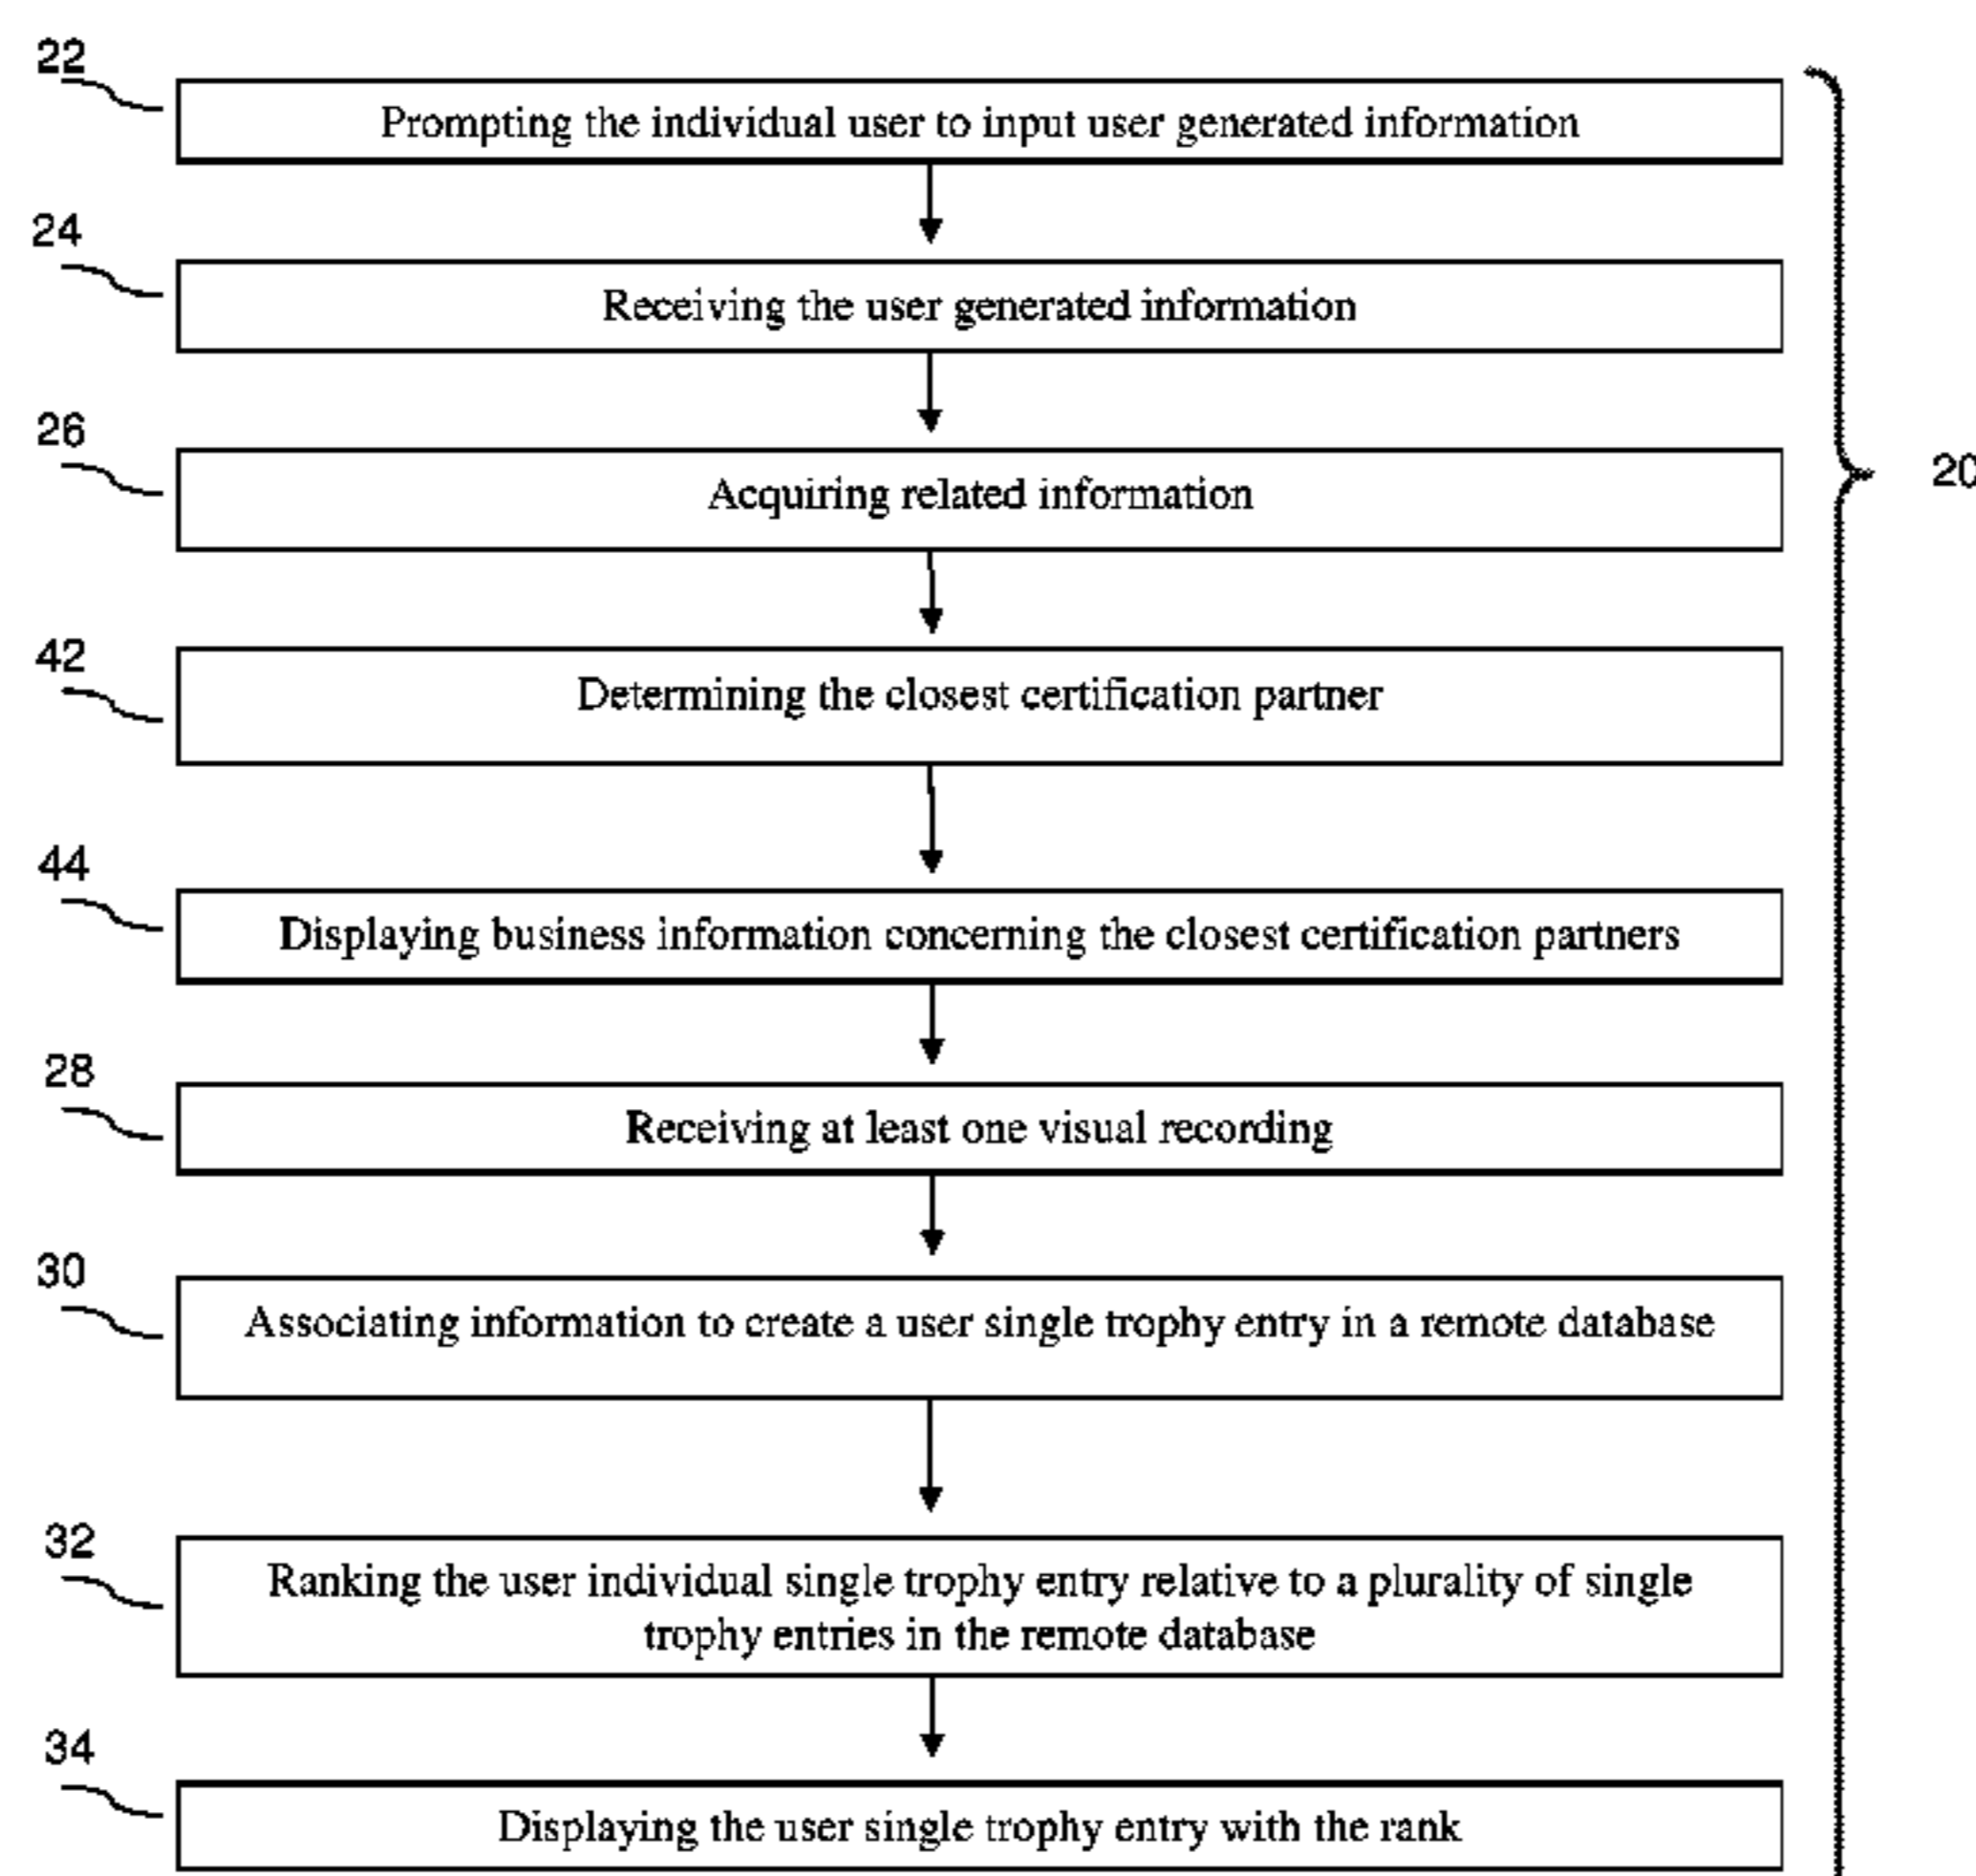 22
Prompting the individual user to input user generated information
24
Receiving the user generated information
26
Acquiring related information
20
42
Determining the closest certification partner
44
Displaying business information concerning the closest certification partners
28
Receiving at least one visual recording
30
Associating information to create a user single trophy entry in a remote database
32
Ranking the user individual single trophy entry relative to a plurality of single
trophy entries in the remote database
34
Displaying the user single trophy entry with the rank